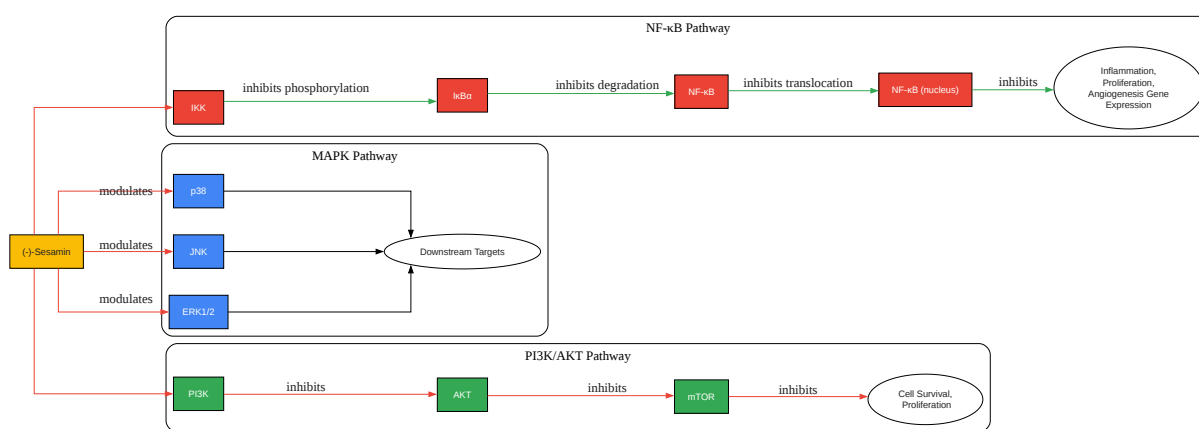 NF-κB Pathway
IKK
inhibits phosphorylation
IκBα
inhibits degradation
NF-κB
inhibits translocation
NF-κB (nucleus)
inhibits
Inflammation,
Proliferation,
Angiogenesis Gene
Expression
MAPK Pathway
modulates
p38
(-)-Sesamin
modulates
JNK
Downstream Targets
modulates
ERK1/2
PI3K/AKT Pathway
PI3K
inhibits
AKT
inhibits
mTOR
inhibits
Cell Survival,
Proliferation